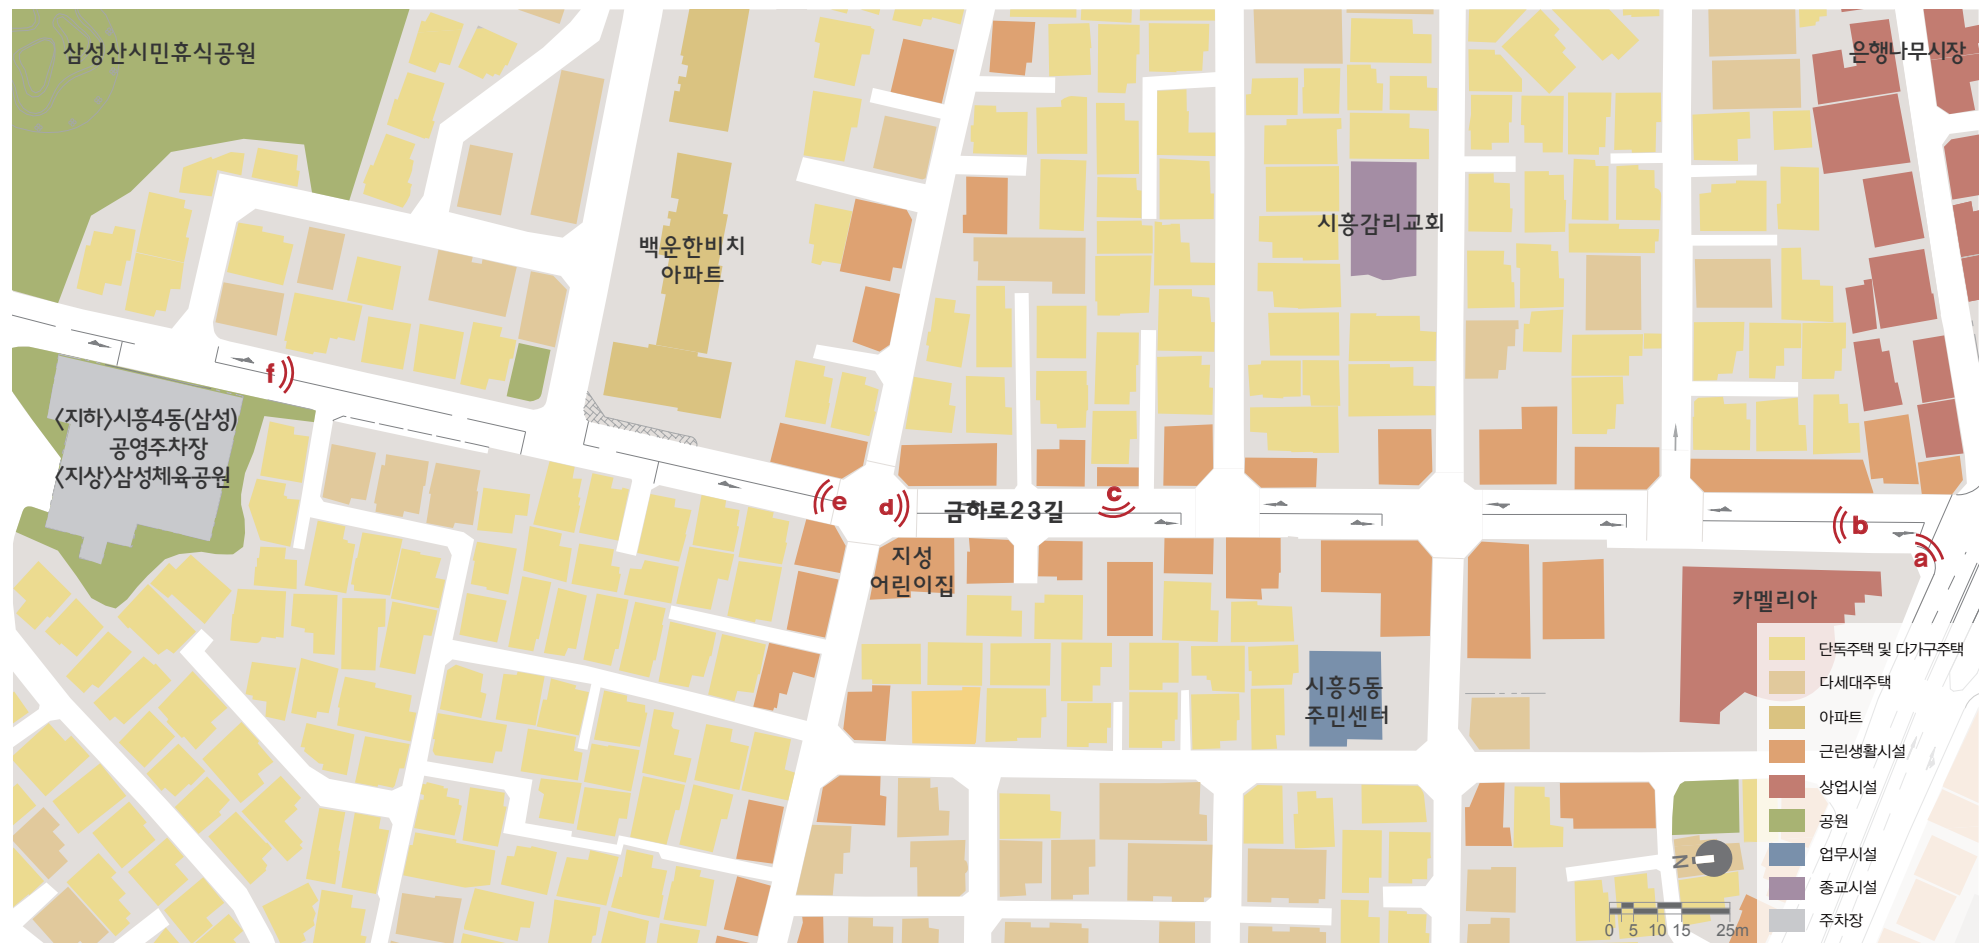 삼성산시민휴식공원
은행나무시장
시흥감리교회
백운한비치
아파트
f
<지하>시흥4동(삼성)
공영주차장
<지상>삼성체육공원
e
d
금하로23길
c
b
a
지성
어린이집
카멜리아
시흥5동
주민센터
단독주택 및 다가구주택
다세대주택
아파트
근린생활시설
상업시설
공원
업무시설
종교시설
주차장
N
0 5 10 15 25m